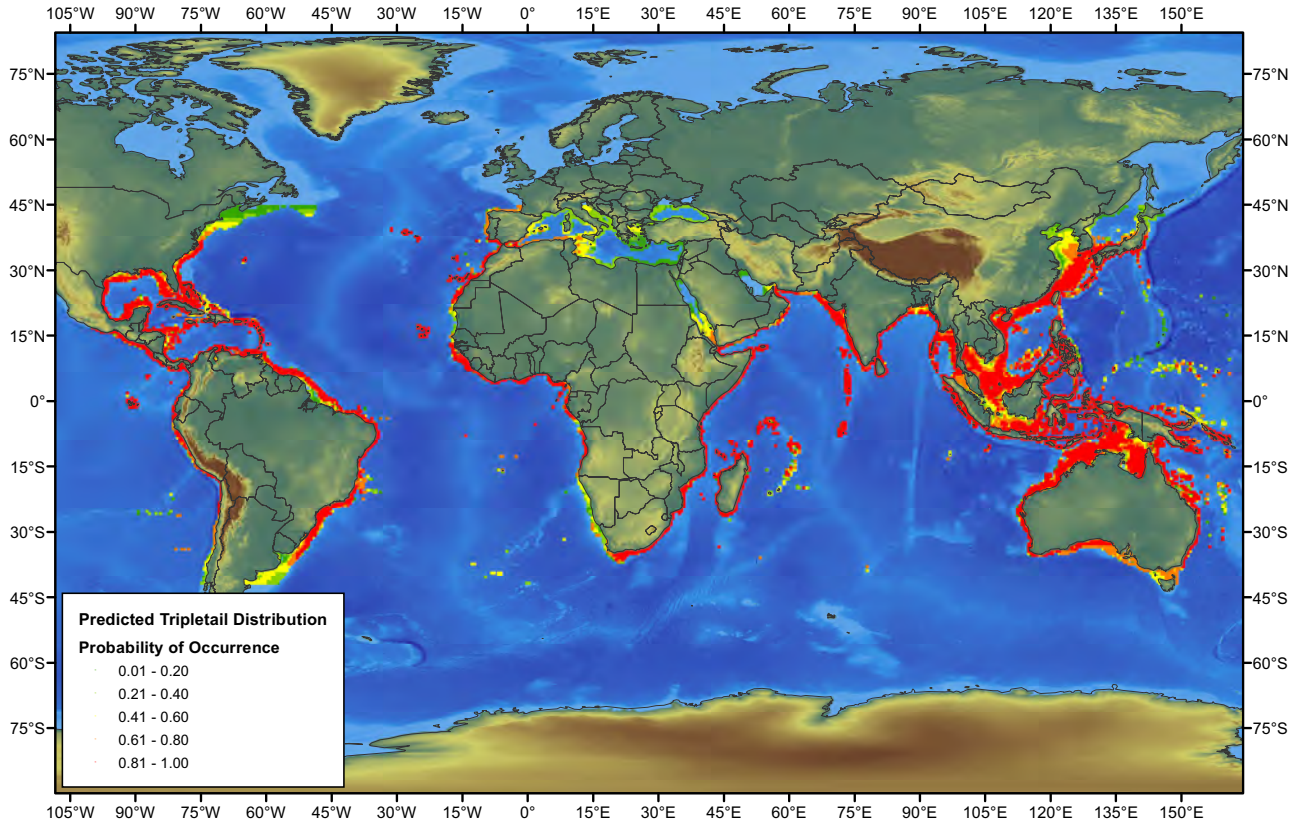 105°W 90°W 75°W 60°W 45°W 30°W 15°W 0° 15°E 30°E 45°E 60°E 75°E 90°E 105°E 120°E 135°E 150°E
75°N 75°N
60°N 60°N
45°N 45°N
30°N 30°N
15°N 15°N
0° 0°
15°S 15°S
30°S 30°S
45°S 45°S
Predicted Tripletail Distribution
Probability of Occurrence
60°S 0.01 - 0.20 60°S
0.21 - 0.40
0.41 - 0.60
75°S 0.61 - 0.80 75°S
0.81 - 1.00
105°W 90°W 75°W 60°W 45°W 30°W 15°W 0° 15°E 30°E 45°E 60°E 75°E 90°E 105°E 120°E 135°E 150°E